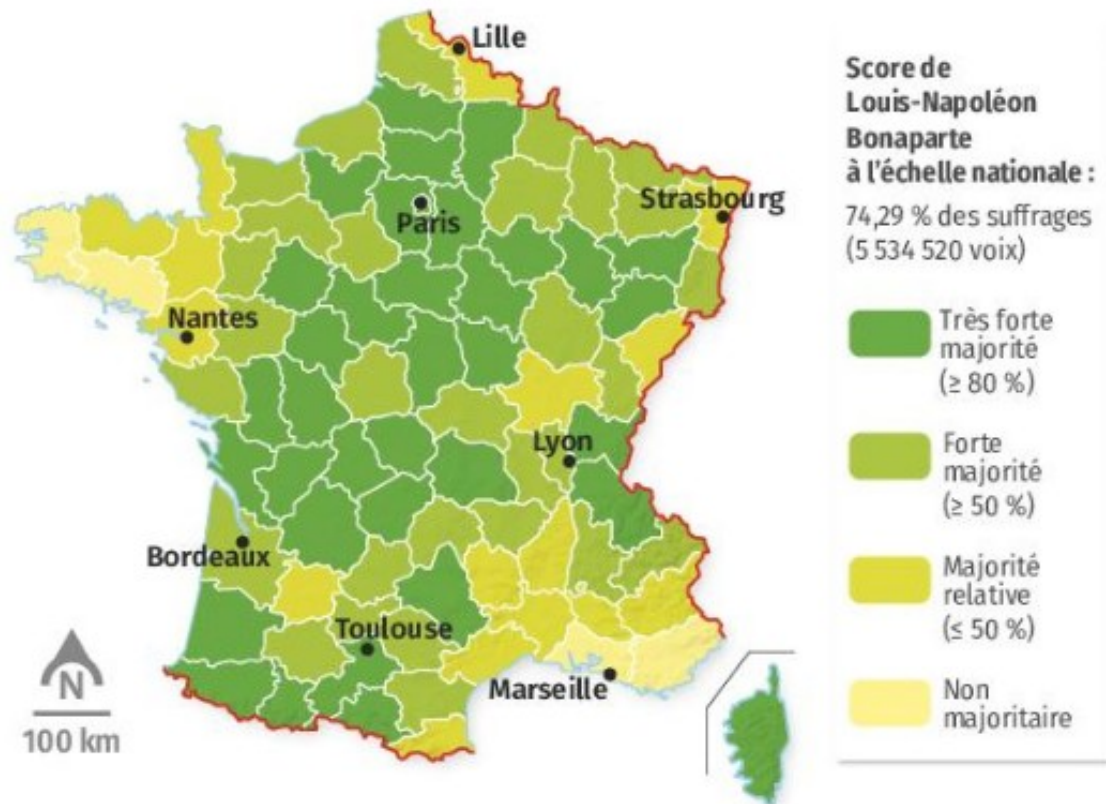 Lille
Strasbourg
Paris
Nantes
Lyon
Bordeaux
Toulouse
Marseille
N
100 km
Score de
Louis-Napoléon
Bonaparte
à l'échelle nationale :
74,29 % des suffrages
(5 534 520 voix)
Très forte
majorité
(≥ 80 %)
Forte
majorité
(≥ 50 %)
Majorité
relative
(≤ 50 %)
Non
majoritaire